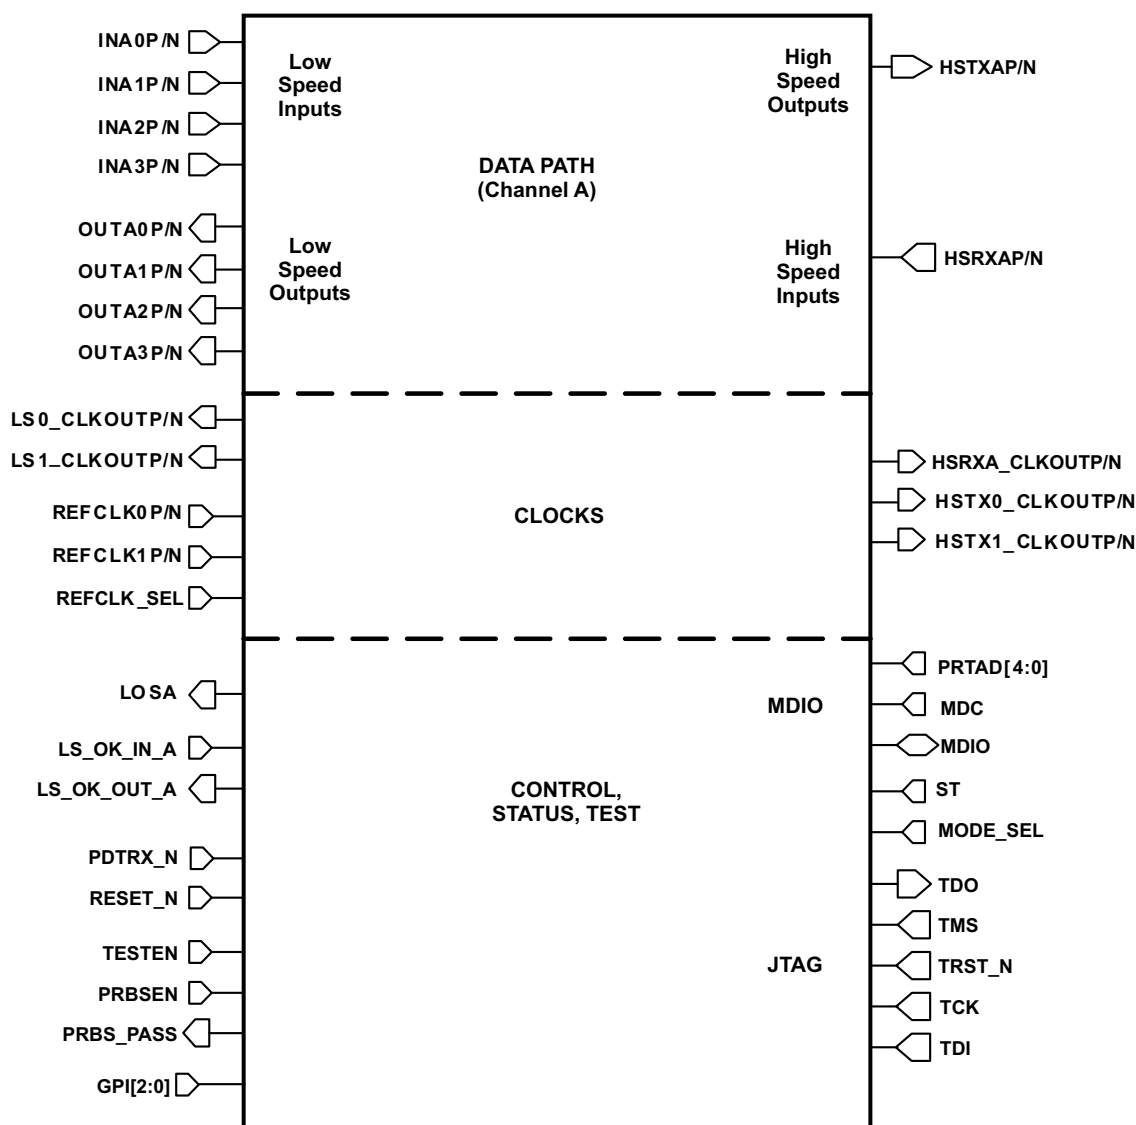 INA0P/N
INA1P/N
INA2P/N
INA3P/N
Low
Speed
Inputs
High
Speed
Outputs
HSTXAP/N
DATA PATH
(Channel A)
OUTA0P/N
OUTA1P/N
OUTA2P/N
OUTA3P/N
Low
Speed
Outputs
High
Speed
Inputs
HSRXAP/N
LS0_CLKOUTP/N
LS1_CLKOUTP/N
REFCLK0P/N
REFCLK1P/N
REFCLK_SEL
CLOCKS
HSRXA_CLKOUTP/N
HSTX0_CLKOUTP/N
HSTX1_CLKOUTP/N
LOSA
LS_OK_IN_A
LS_OK_OUT_A
PDTRX_N
RESET_N
TESTEN
PRBSEN
PRBS_PASS
GPI[2:0]
CONTROL,
STATUS, TEST
MDIO
PRTAD[4:0]
MDC
MDIO
ST
MODE_SEL
JTAG
TDO
TMS
TRST_N
TCK
TDI